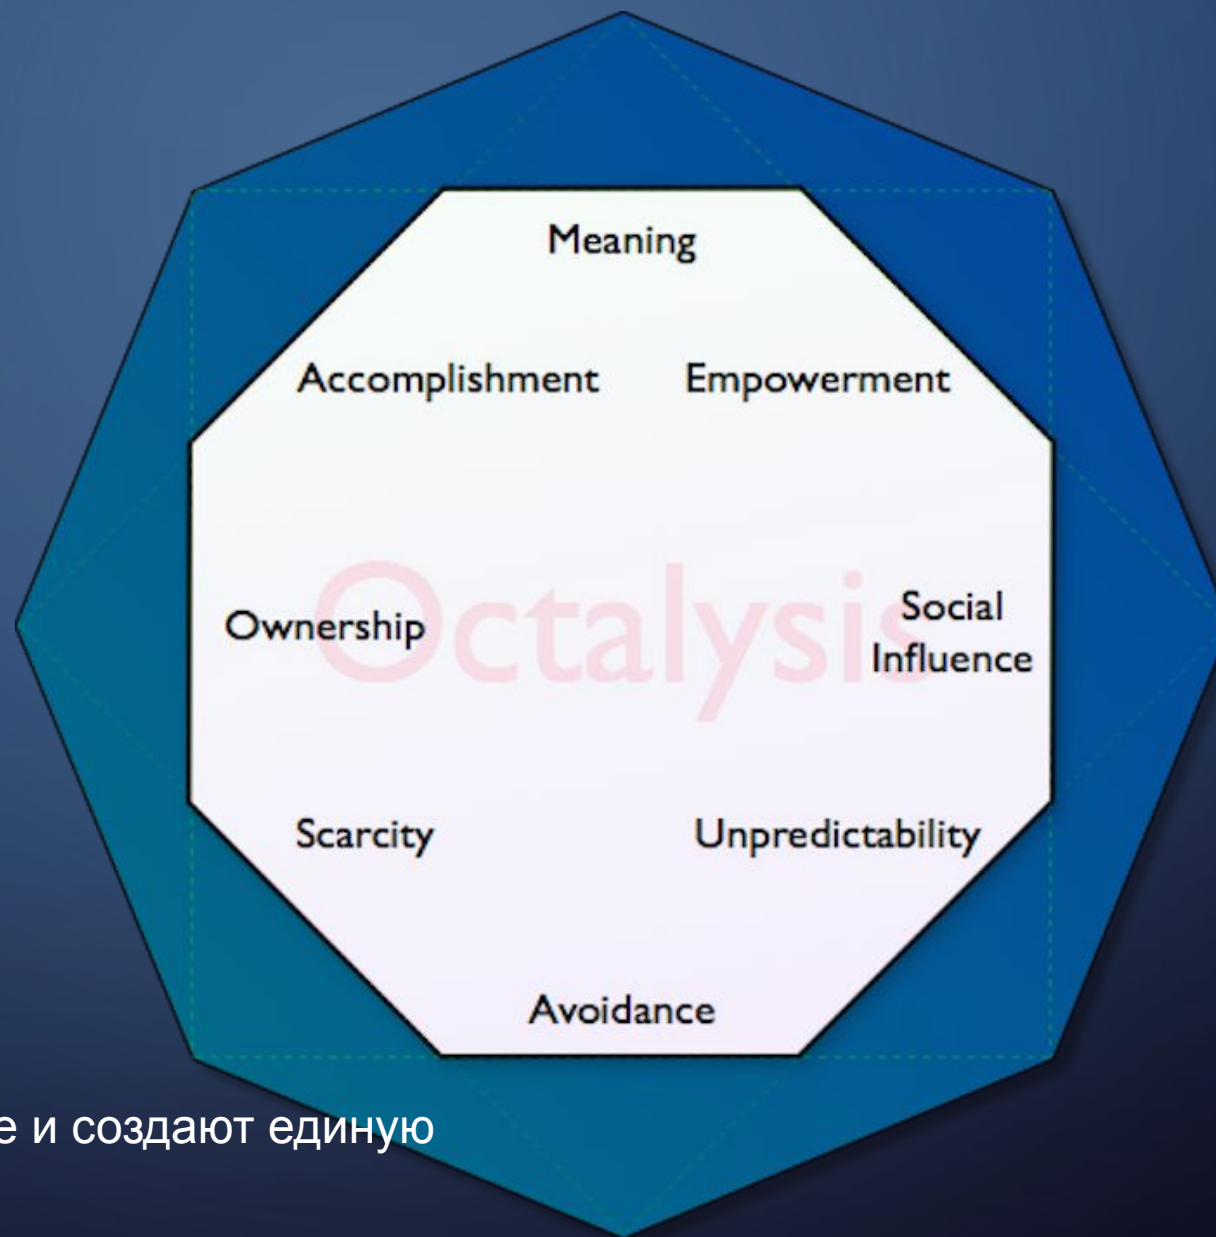 Meaning
Accomplishment Empowerment
Octalysis
Ownership
Social
Influence
Scarcity Unpredictability
Avoidance
е и создают единую